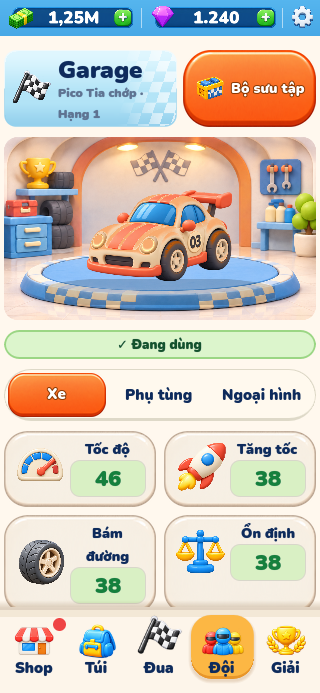 1,25M
1.240
Garage
Pico Tia chớp ·
Hạng 1
Bộ sưu tập
03
✓ Đang dùng
Xe
Phụ tùng
Ngoại hình
Tốc độ
46
Tăng tốc
38
Bám
đường
38
Ổn định
38
Shop
Túi
Đua
Đội
Giải